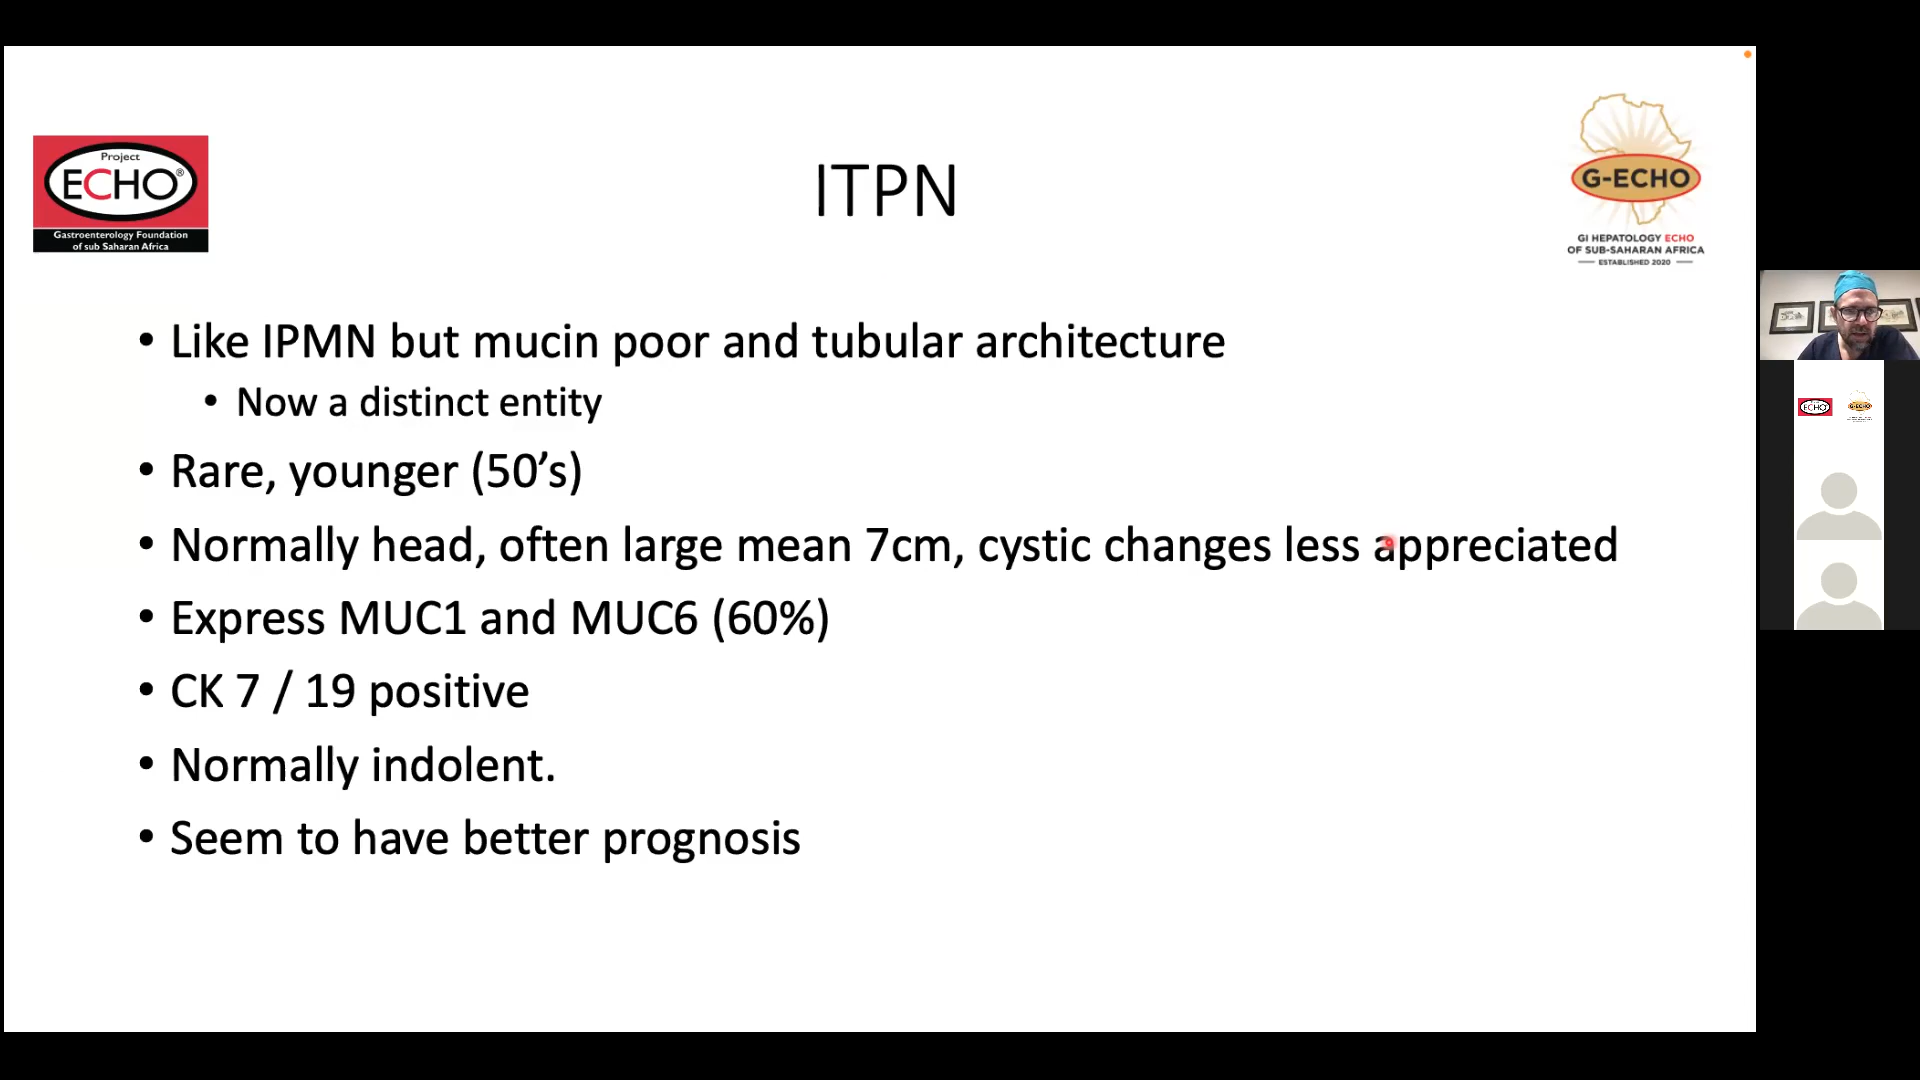 Project
ECHO®
Gastroenterology Foundation
of sub Saharan Africa
ITPN
G-ECHO
GI HEPATOLOGY ECHO
OF SUB-SAHARAN AFRICA
ESTABLISHED 2020
• Like IPMN but mucin poor and tubular architecture
• Now a distinct entity
• Rare, younger (50’s)
• Normally head, often large mean 7cm, cystic changes less appreciated
• Express MUC1 and MUC6 (60%)
• CK 7 / 19 positive
• Normally indolent.
• Seem to have better prognosis
ECHO
G-ECHO